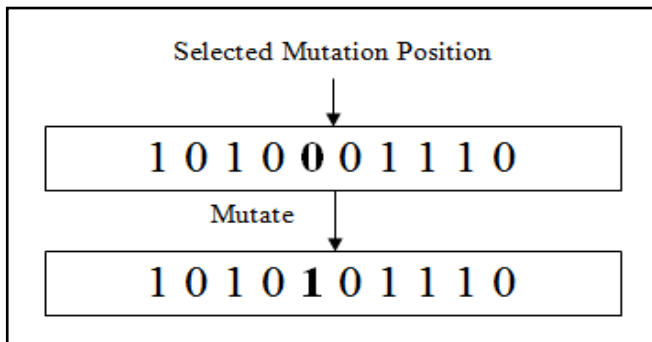 Selected Mutation Position
1 0 1 0 0 0 1 1 1 0
Mutate
1 0 1 0 1 0 1 1 1 0